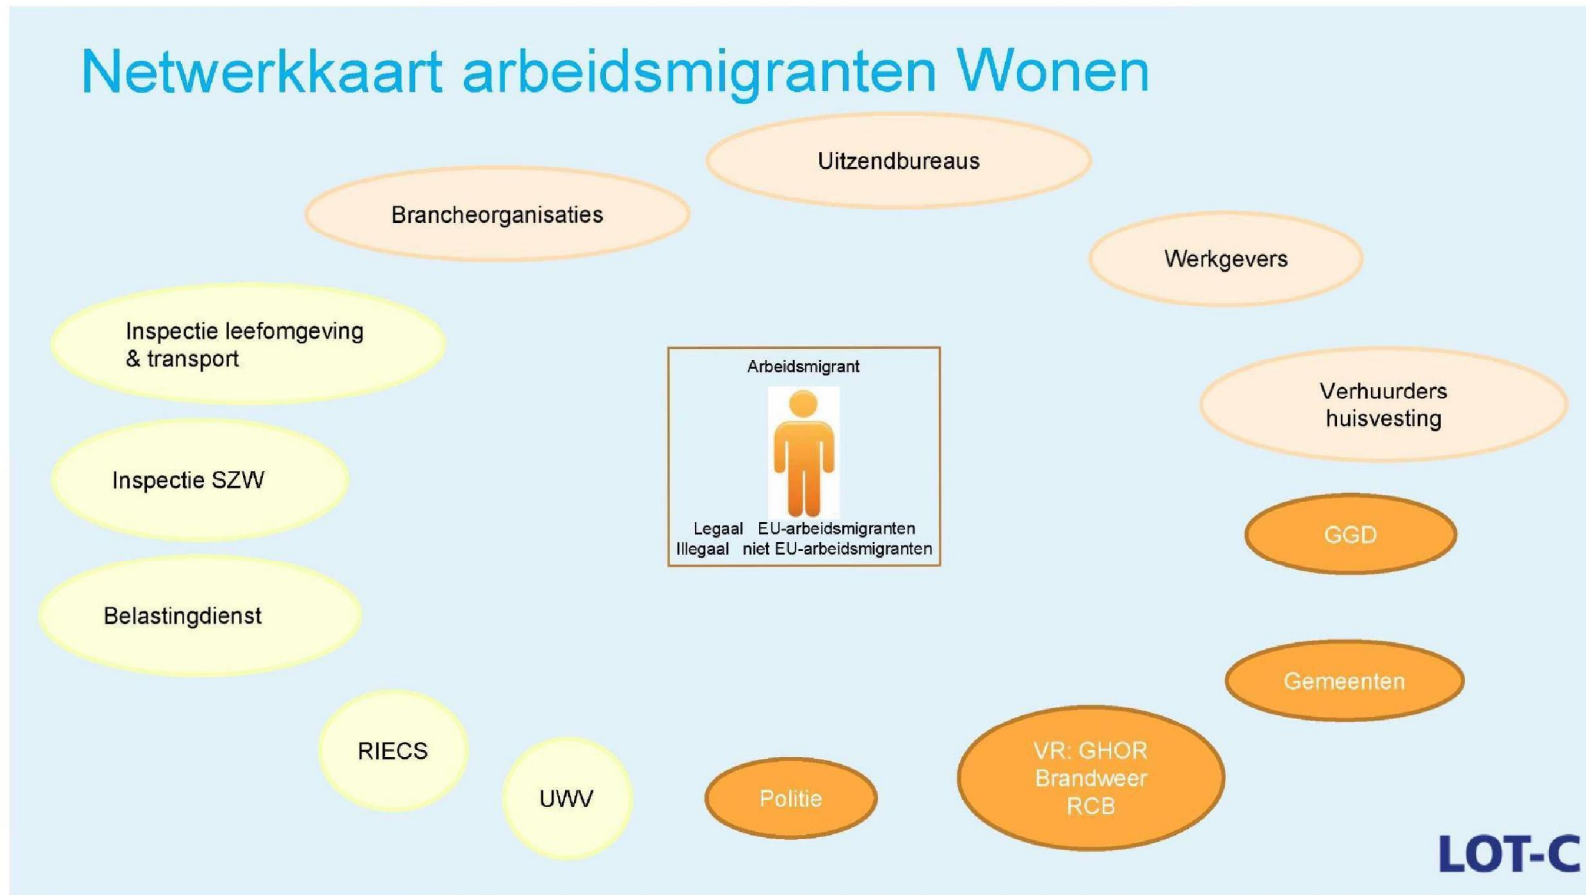 Netwerkkaart arbeidsmigranten Wonen
Uitzendbureaus
Brancheorganisaties
Werkgevers
Inspectie leefomgeving
& transport
Arbeidsmigrant
Verhuurders
huisvesting
Inspectie SZW
Legaal EU-arbeidsmigranten
Illegaal niet EU-arbeidsmigranten
GGD
Belastingdienst
Gemeenten
RIECS
VR: GHOR
Brandweer
RCB
UWV
Politie
LOT-C